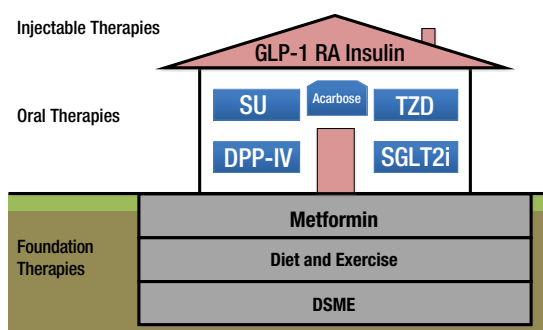 Injectable Therapies
GLP-1 RA Insulin
Oral Therapies
SU
Acarbose
TZD
DPP-IV
SGLT2i
Foundation
Therapies
Metformin
Diet and Exercise
DSME